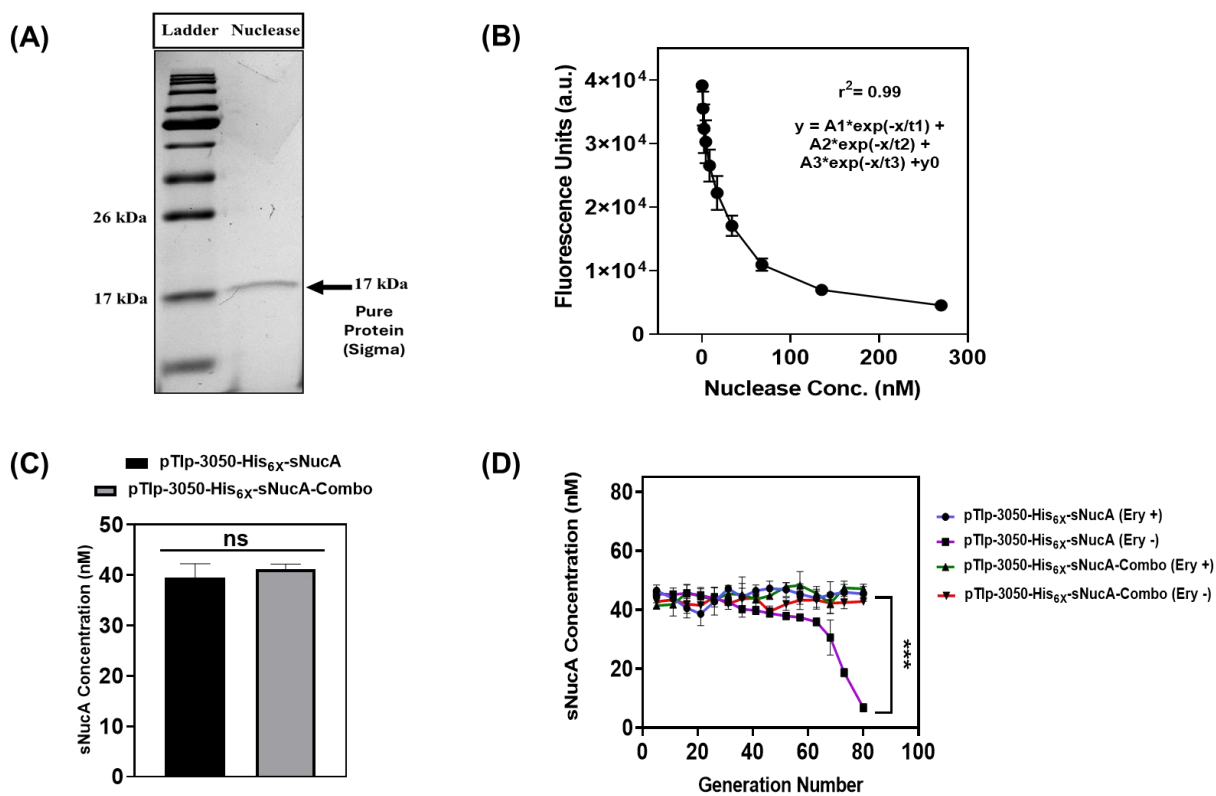 (A)
Ladder Nuclease
26 kDa
17 kDa
17 kDa
Pure
Protein
(Sigma)
(B)
Fluorescence Units (a.u.)
4×10⁴
3×10⁴
2×10⁴
1×10⁴
0
r²= 0.99
y = A1*exp(-x/t1) +
A2*exp(-x/t2) +
A3*exp(-x/t3) +y0
0 100 200 300
Nuclease Conc. (nM)
(C)
pTlp-3050-His6X-sNucA
pTlp-3050-His6X-sNucA-Combo
sNucA Concentration (nM)
50
40
30
20
10
0
ns
(D)
sNucA Concentration (nM)
80
60
40
20
0
***
0 20 40 60 80 100
Generation Number
pTlp-3050-His6X-sNucA (Ery +)
pTlp-3050-His6X-sNucA (Ery -)
pTlp-3050-His6X-sNucA-Combo (Ery +)
pTlp-3050-His6X-sNucA-Combo (Ery -)